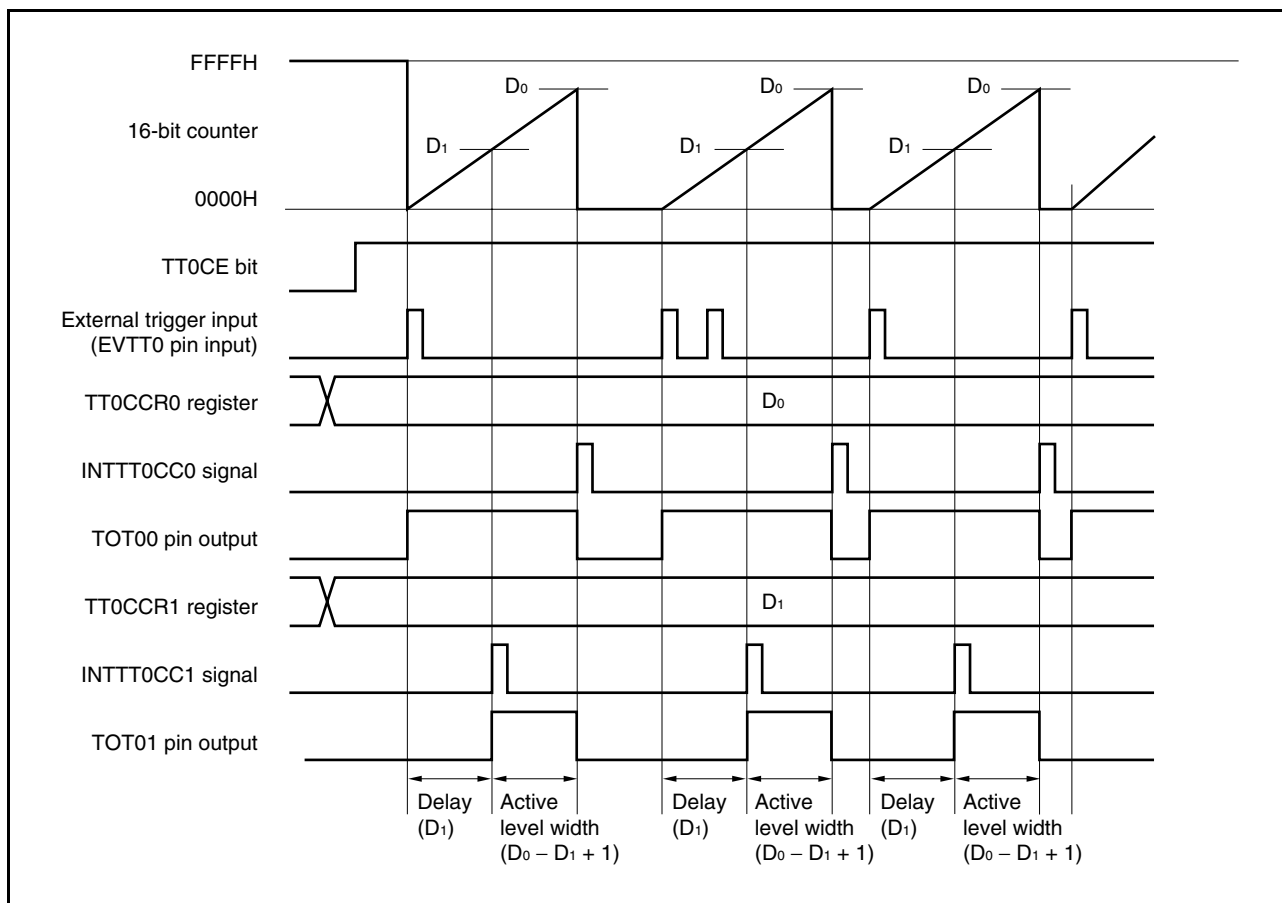 FFFFH
D0
D0
D0
16-bit counter
D1
D1
D1
0000H
TT0CE bit
External trigger input
(EVTT0 pin input)
TT0CCR0 register
D0
INTTT0CC0 signal
TOT00 pin output
TT0CCR1 register
D1
INTTT0CC1 signal
TOT01 pin output
Delay
(D1)
Active
level width
(D0 – D1 + 1)
Delay
(D1)
Active
level width
(D0 – D1 + 1)
Delay
(D1)
Active
level width
(D0 – D1 + 1)